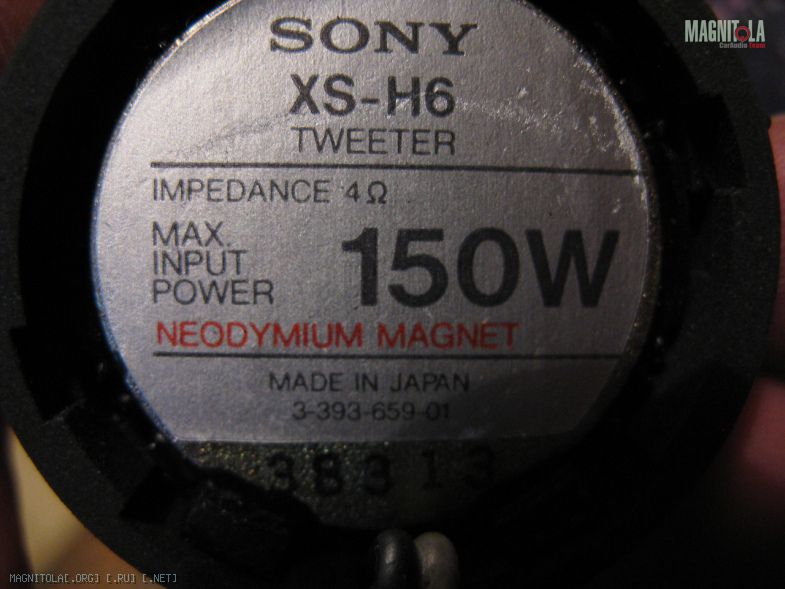 MAGNITOLA
CarAudio Team
SONY
XS-H6
TWEETER
IMPEDANCE 4Ω
MAX.
INPUT
POWER
150W
NEODYMIUM MAGNET
MADE IN JAPAN
3-393-659-01
38313
MAGNITOLA[.ORG] [.RU] [.NET]